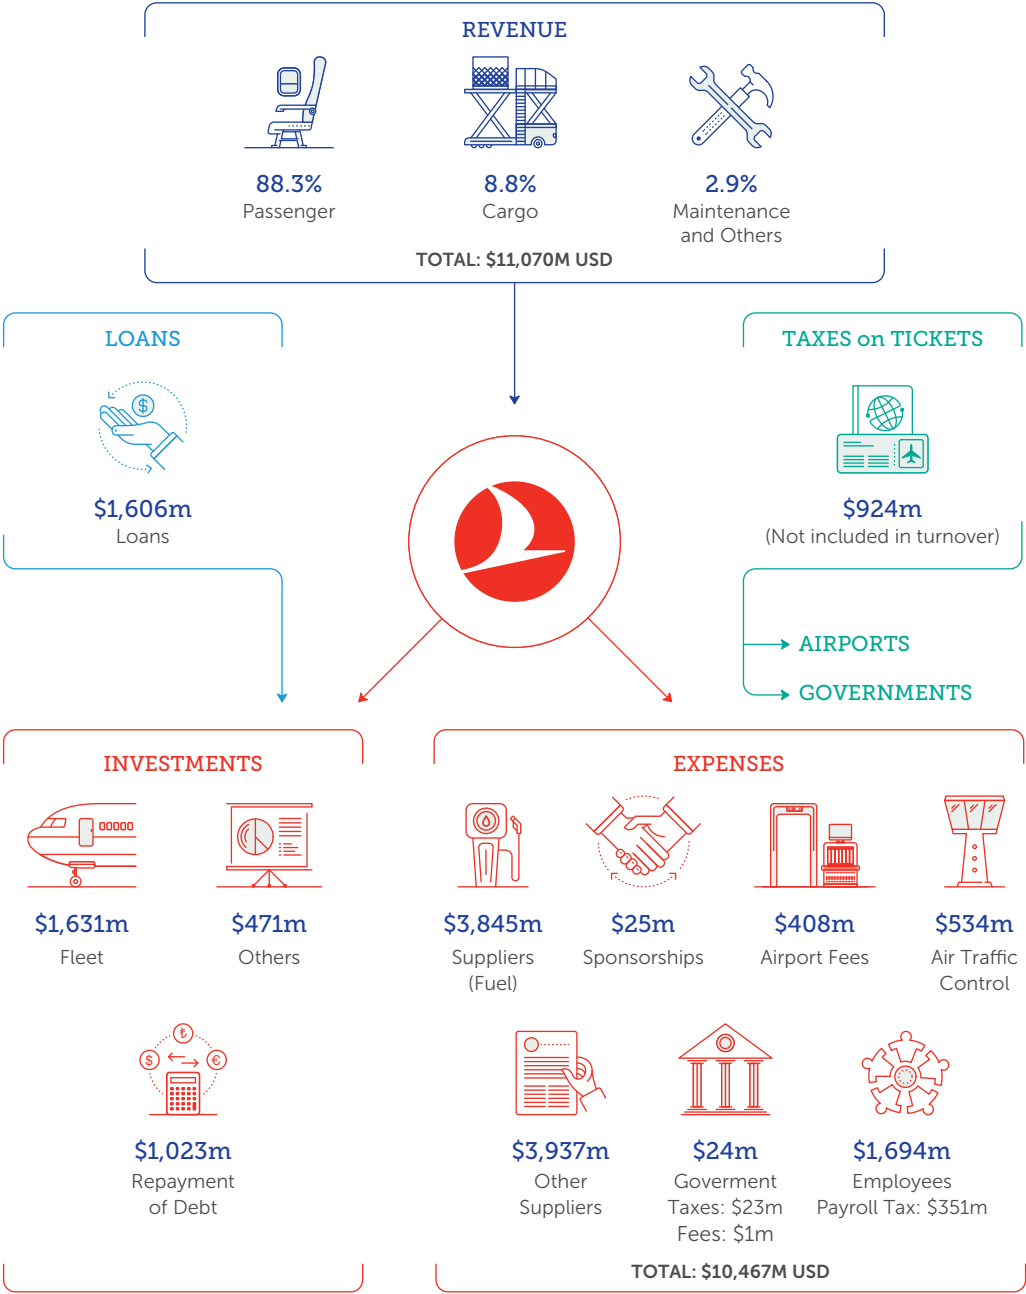 REVENUE
88.3%
Passenger
8.8%
Cargo
2.9%
Maintenance
and Others
TOTAL: $11,070M USD
LOANS
$
$1,606m
Loans
TAXES on TICKETS
$924m
(Not included in turnover)
AIRPORTS
GOVERNMENTS
INVESTMENTS
$1,631m
Fleet
$471m
Others
$ ₺ €
$1,023m
Repayment
of Debt
EXPENSES
$3,845m
Suppliers
(Fuel)
$25m
Sponsorships
$408m
Airport Fees
$534m
Air Traffic
Control
$3,937m
Other
Suppliers
$24m
Goverment
Taxes: $23m
Fees: $1m
$1,694m
Employees
Payroll Tax: $351m
TOTAL: $10,467M USD